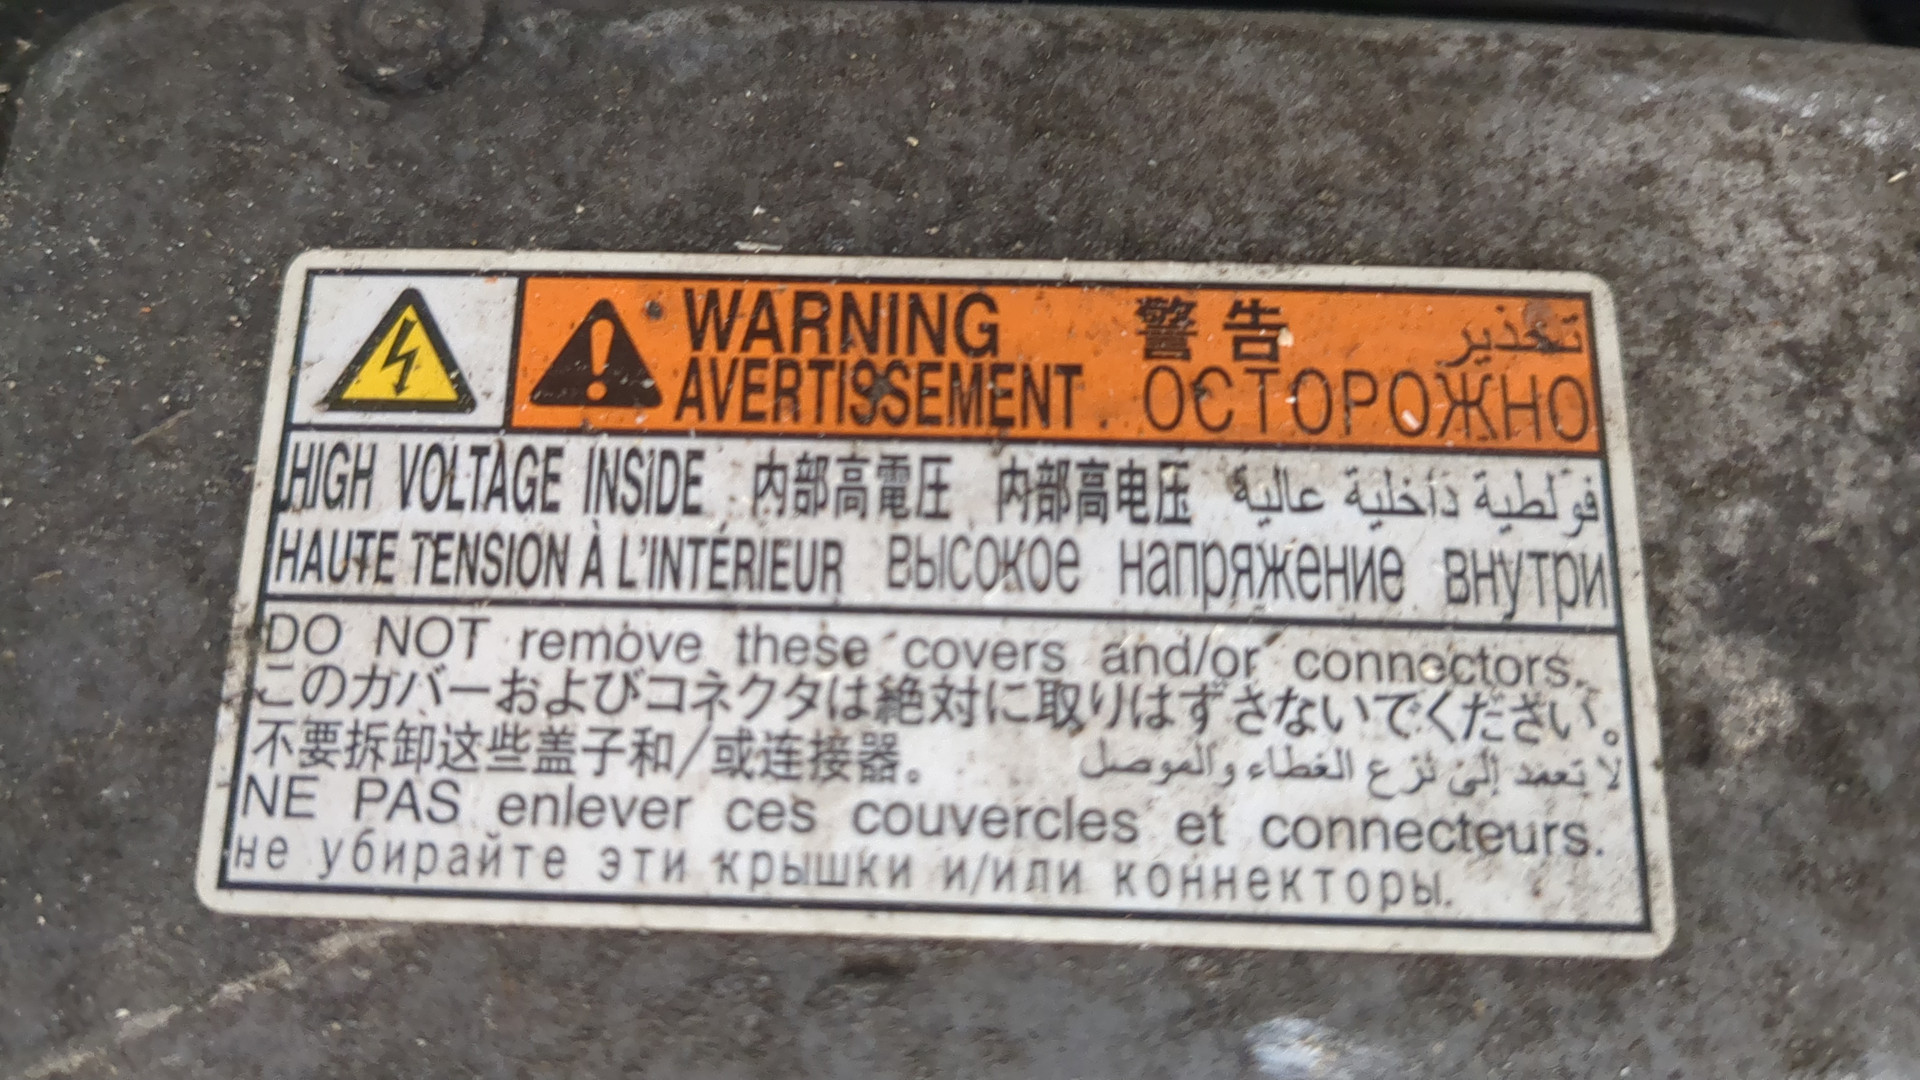 WARNING 警告 تحذير
AVERTISSEMENT ОСТОРОЖНО
HIGH VOLTAGE INSIDE 内部高電圧 内部高电压 فولطية داخلية عالية
HAUTE TENSION À L'INTÉRIEUR высокое напряжение внутри
DO NOT remove these covers and/or connectors.
このカバーおよびコネクタは絶対に取りはずさないでください。
不要拆卸这些盖子和/或连接器。 لا تعمد إلى نزع الغطاء والموصل
NE PAS enlever ces couvercles et connecteurs.
не убирайте эти крышки и/или коннекторы.